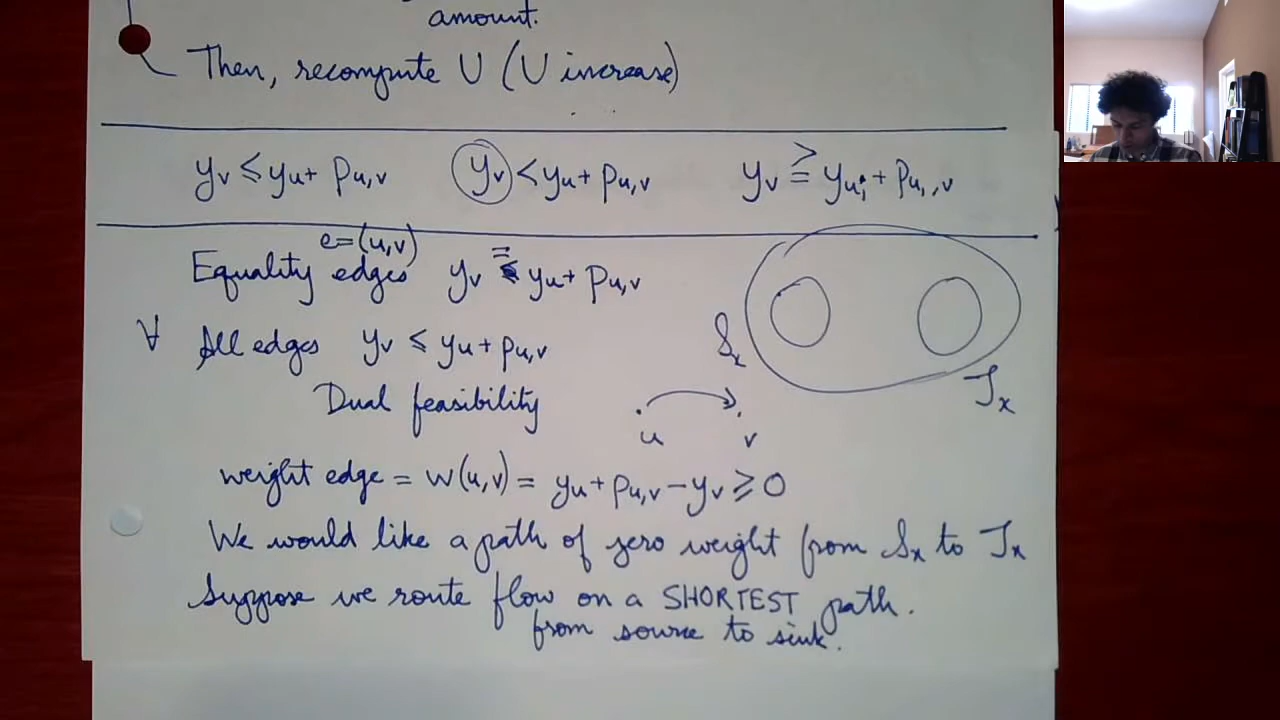 amount.
Then, recompute U (U increase)
yv ≤ yu + pu,v    yv < yu + pu,v    yv ≥ yu, + pu,,v
e=(u,v)
Equality edges    yv = yu + pu,v
∀ All edges    yv ≤ yu + pu,v
Sx
Tx
Dual feasibility
u    v
weight edge = w(u,v) = yu + pu,v - yv ≥ 0
We would like a path of zero weight from Sx to Tx
Suppose we route flow on a SHORTEST path.
from source to sink.